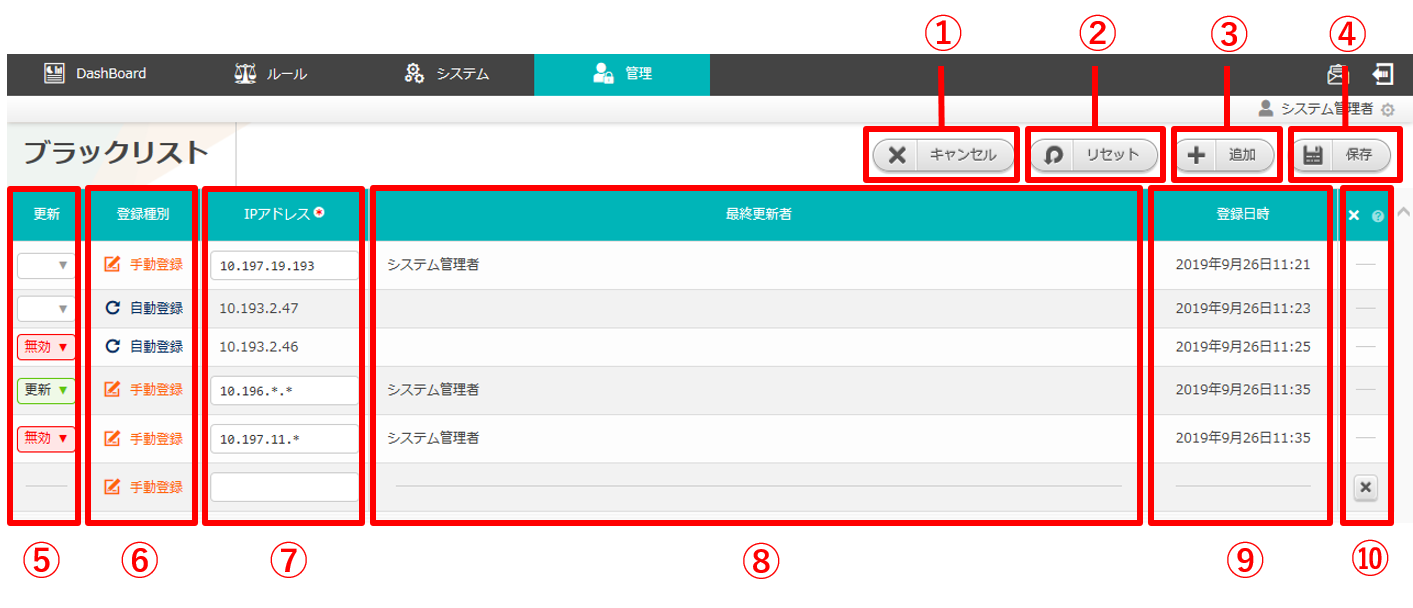 ① ② ③ ④
DashBoard ルール システム 管理
システム管理者
ブラックリスト キャンセル リセット 追加 保存
更新 登録種別 IPアドレス 最終更新者 登録日時
手動登録 10.197.19.193 システム管理者 2019年9月26日11:21
自動登録 10.193.2.47 2019年9月26日11:23
無効 自動登録 10.193.2.46 2019年9月26日11:25
更新 手動登録 10.196.*.* システム管理者 2019年9月26日11:35
無効 手動登録 10.197.11.* システム管理者 2019年9月26日11:35
手動登録
⑤ ⑥ ⑦ ⑧ ⑨ ⑩